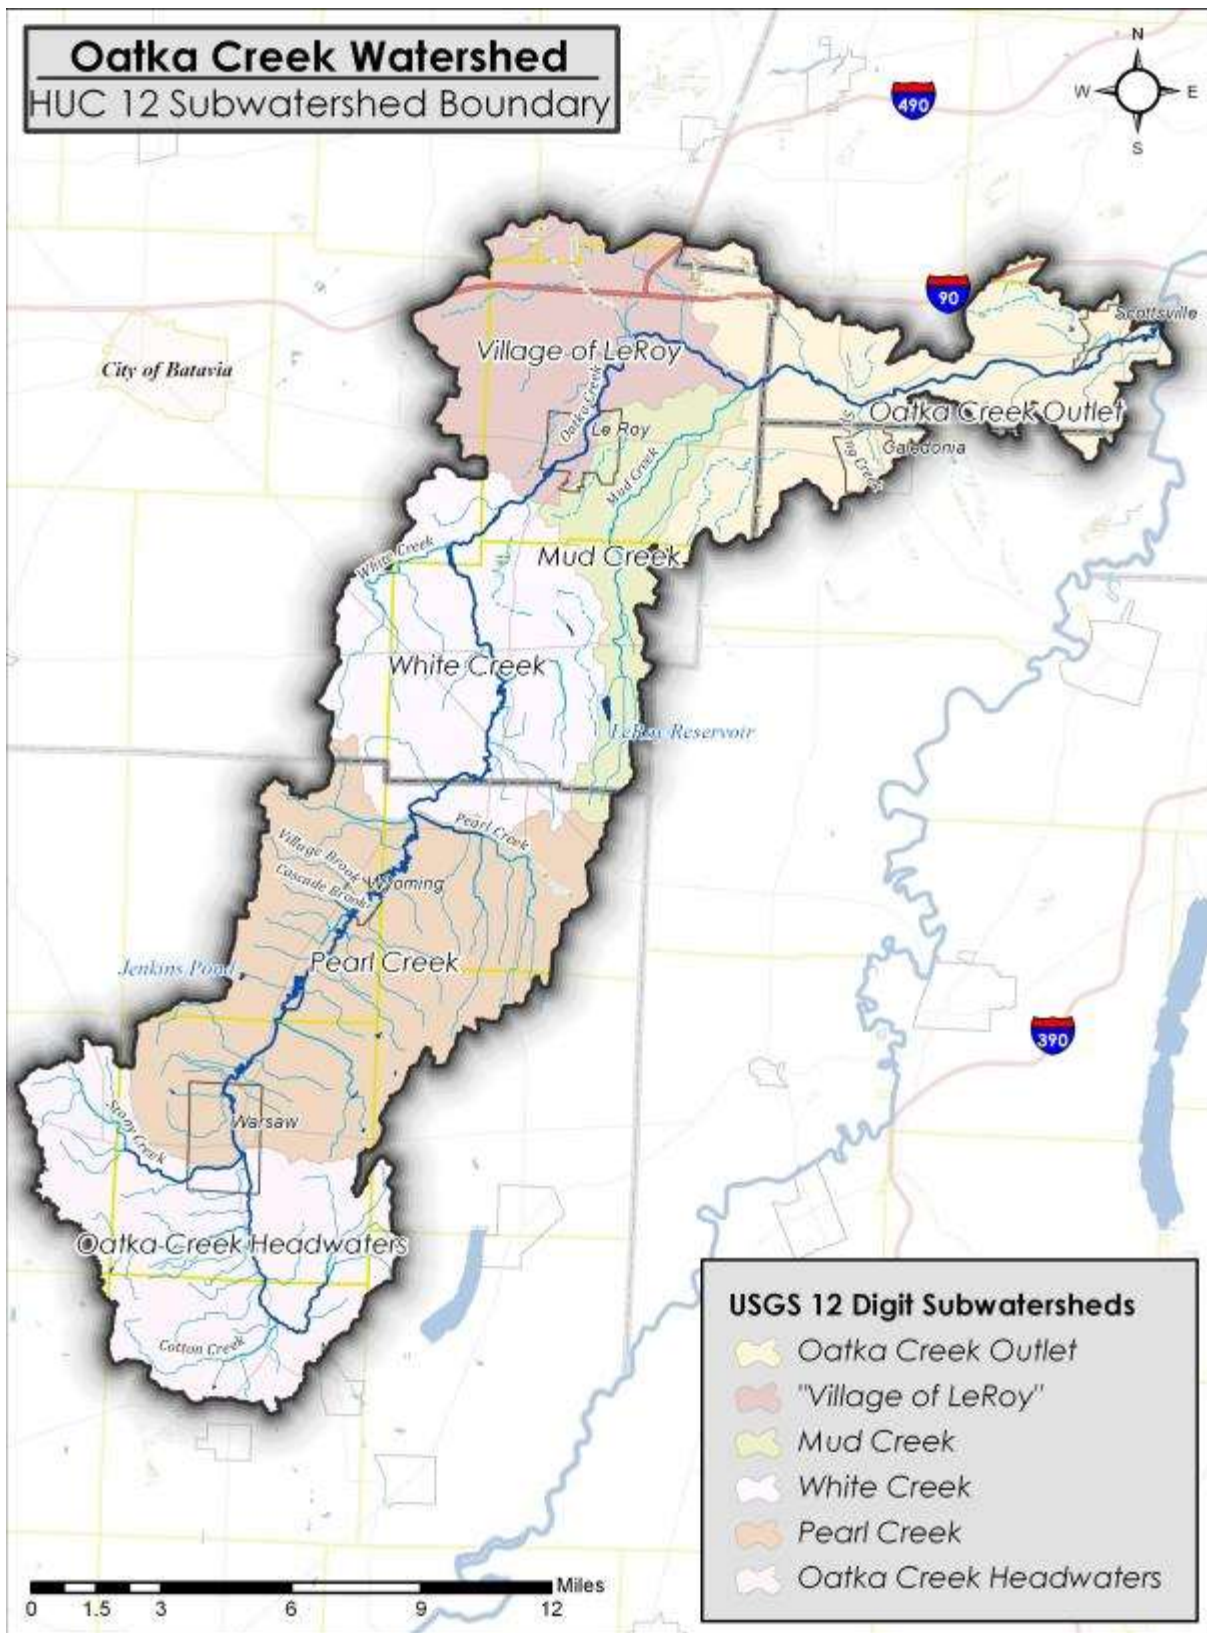 Oatka Creek Watershed
HUC 12 Subwatershed Boundary
N
W E
S
490
90
Scottsville
City of Batavia
Village of LeRoy
Oatka Creek
Le Roy
Oatka Creek Outlet
Caledonia
Spring Creek
Mud Creek
White Creek
Mud Creek
White Creek
LeRoy Reservoir
Pearl Creek
Village Brook
Cascade Brook
Wyoming
Jenkins Pond
Pearl Creek
390
Stony Creek
Warsaw
Oatka Creek Headwaters
Cotton Creek
USGS 12 Digit Subwatersheds
Oatka Creek Outlet
"Village of LeRoy"
Mud Creek
White Creek
Pearl Creek
Oatka Creek Headwaters
Miles
0 1.5 3 6 9 12